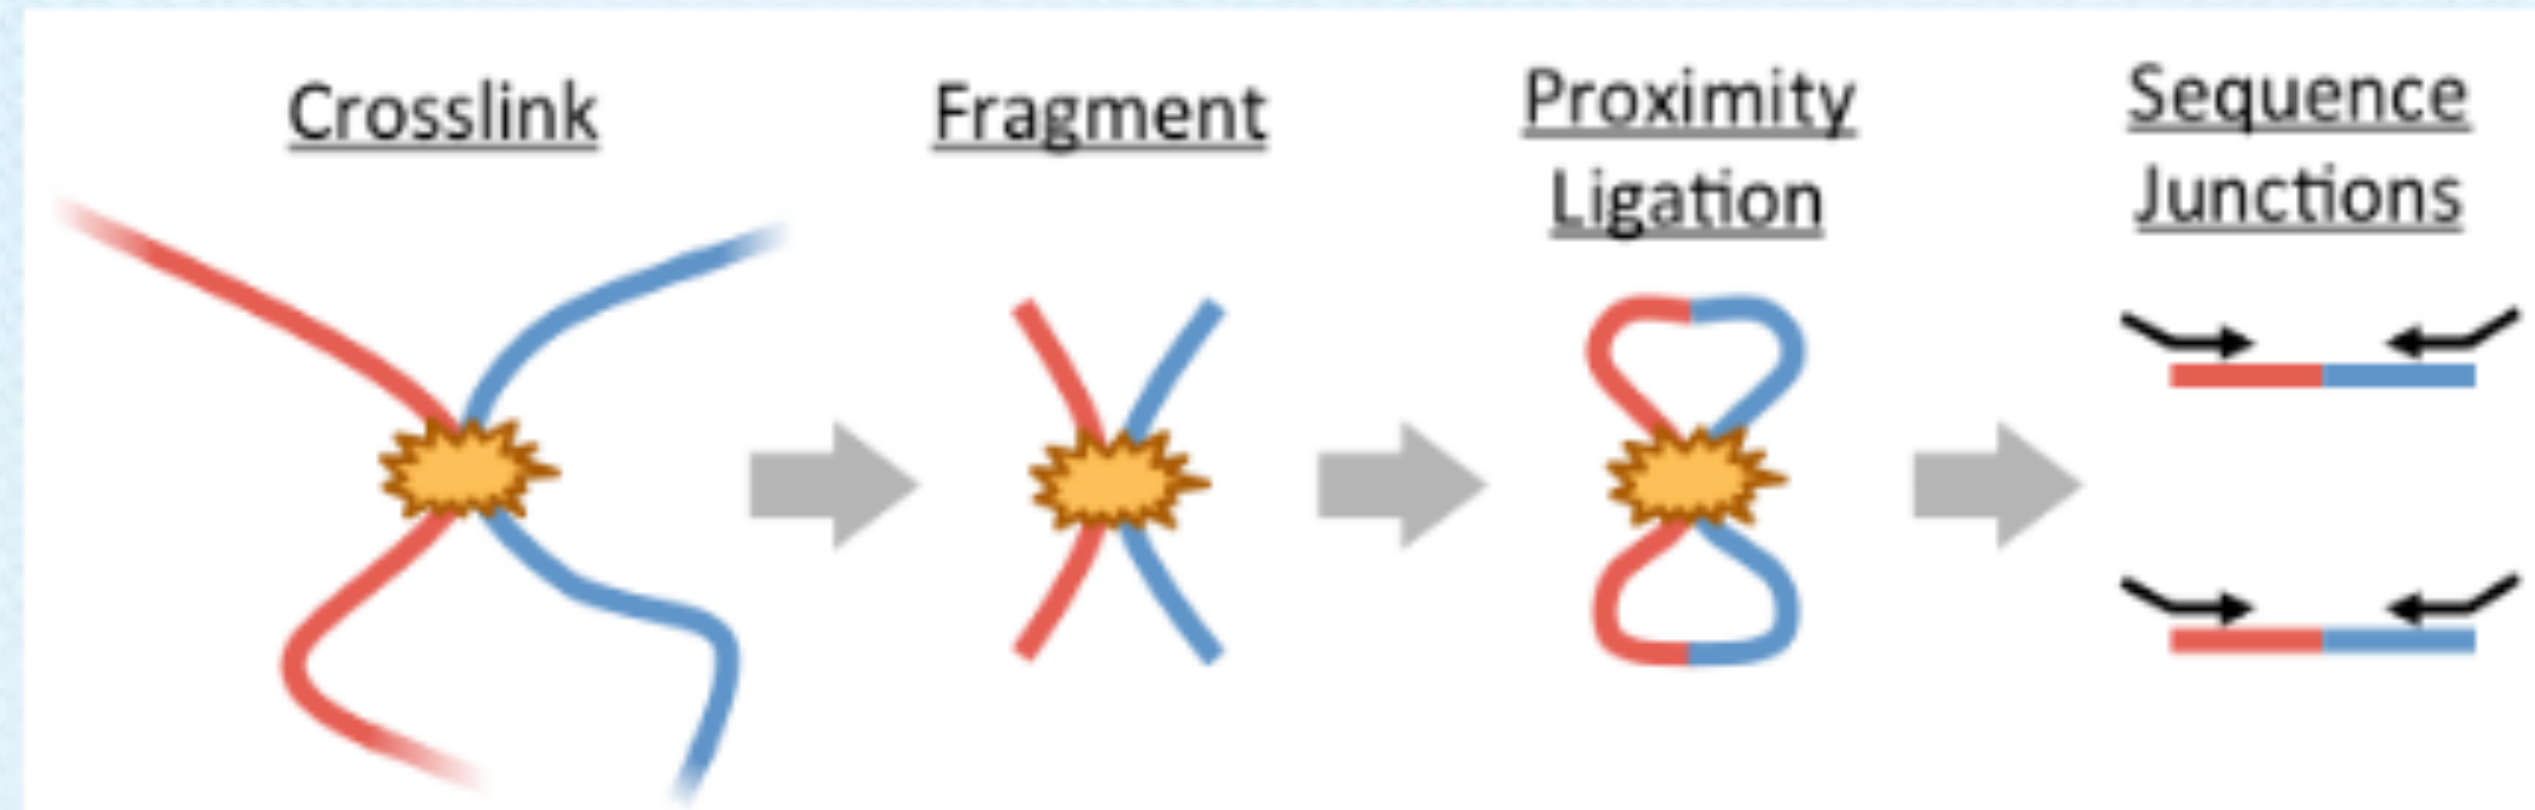 Crosslink
Fragment
Proximity
Ligation
Sequence
Junctions